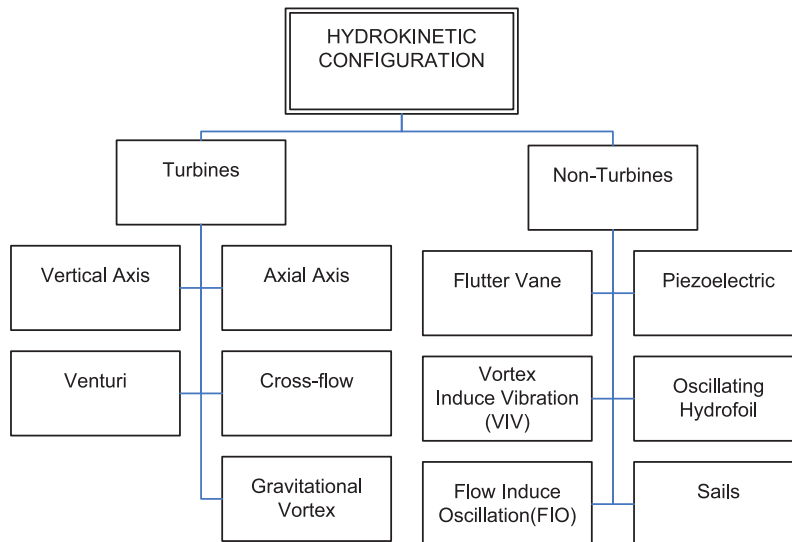 HYDROKINETIC
CONFIGURATION
Turbines
Non-Turbines
Vertical Axis
Axial Axis
Flutter Vane
Piezoelectric
Venturi
Cross-flow
Vortex
Induce Vibration
(VIV)
Oscillating
Hydrofoil
Gravitational
Vortex
Flow Induce
Oscillation(FIO)
Sails